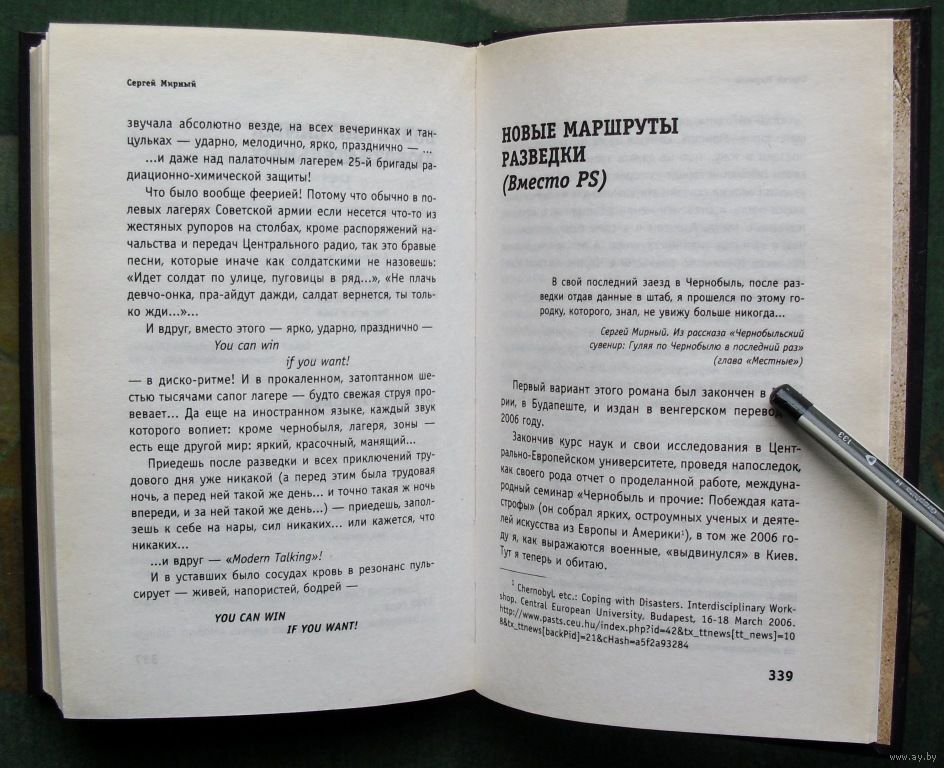 Сергей Мирный
звучала абсолютно везде, на всех вечеринках и тан-
цульках — ударно, мелодично, ярко, празднично — ...
...и даже над палаточным лагерем 25-й бригады ра-
диационно-химической защиты!
Что было вообще феерией! Потому что обычно в по-
левых лагерях Советской армии если несется что-то из
жестяных рупоров на столбах, кроме распоряжений на-
чальства и передач Центрального радио, так это бравые
песни, которые иначе как солдатскими не назовешь:
«Идет солдат по улице, пуговицы в ряд...», «Не плачь
девчо-онка, пра-айдут дажди, салдат вернется, ты толь-
ко жди...»...
И вдруг, вместо этого — ярко, ударно, празднично —
You can win
if you want!
— в диско-ритме! И в прокаленном, затоптанном ше-
стью тысячами сапог лагере — будто свежая струя про-
вевает... Да еще на иностранном языке, каждый звук
которого вопиет: кроме чернобыля, лагеря, зоны —
есть еще другой мир: яркий, красочный, манящий...
Приедешь после разведки и всех приключений тру-
дового дня уже никакой (а перед этим была трудовая
ночь, а перед ней такой же день... и точно такая ж ночь
впереди, и за ней такой же день...) — приедешь, запол-
зешь к себе на нары, сил никаких... или кажется, что
никаких...
...и вдруг — «Modern Talking»!
И в уставших было сосудах кровь в резонанс пуль-
сирует — живей, напористей, бодрей —
YOU CAN WIN
IF YOU WANT!
НОВЫЕ МАРШРУТЫ
РАЗВЕДКИ
(Вместо PS)
В свой последний заезд в Чернобыль, после раз-
ведки отдав данные в штаб, я прошелся по этому го-
родку, которого, знал, не увижу больше никогда...
Сергей Мирный. Из рассказа «Чернобыльский
сувенир: Гуляя по Чернобылю в последний раз»
(глава «Местные»)
Первый вариант этого романа был закончен в
рии, в Будапеште, и издан в венгерском перевод
2006 году.
Закончив курс наук и свои исследования в Цент-
рально-Европейском университете, проведя напоследок,
как своего рода отчет о проделанной работе, междуна-
родный семинар «Чернобыль и прочие: Побеждая ката-
строфы» (он собрал ярких, остроумных ученых и деяте-
лей искусства из Европы и Америки¹), в том же 2006 го-
ду я, как выражаются военные, «выдвинулся» в Киев.
Тут я теперь и обитаю.
¹ Chernobyl, etc.: Coping with Disasters. Interdisciplinary Work-
shop. Central European University, Budapest, 16-18 March 2006.
http://www.pasts.ceu.hu/index.php?id=42&tx_ttnews[tt_news]=10
8&tx_ttnews[backPid]=21&cHash=a5f2a93284
339
133
www.ay.by